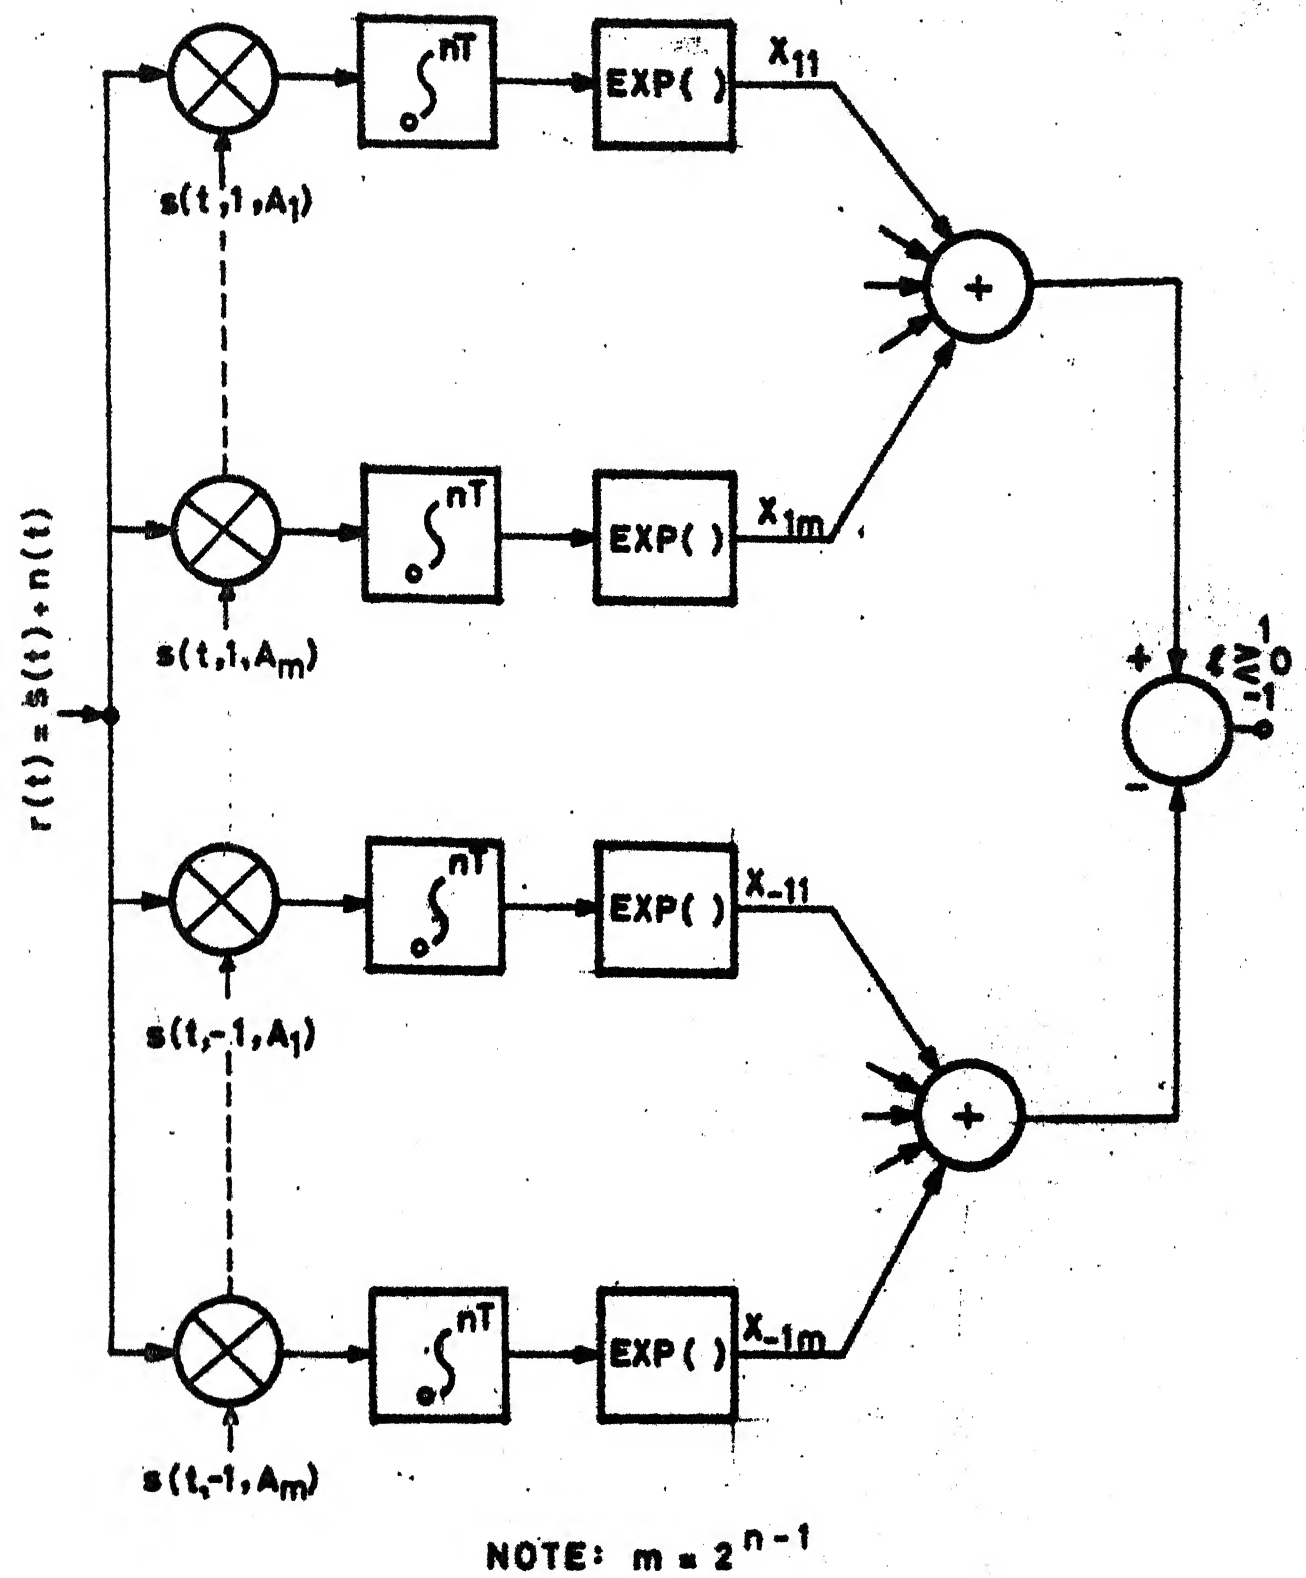 nT
∫
o
EXP( )
X₁₁
s(t,1,A₁)
+
nT
∫
o
EXP( )
X₁ₘ
s(t,1,Aₘ)
r(t) = s(t) + n(t)
+
1
ℓ ≷ 0
-1
-
nT
∫
o
EXP( )
X₋₁₁
s(t,-1,A₁)
+
nT
∫
o
EXP( )
X₋₁ₘ
s(t,-1,Aₘ)
NOTE: m = 2ⁿ⁻¹